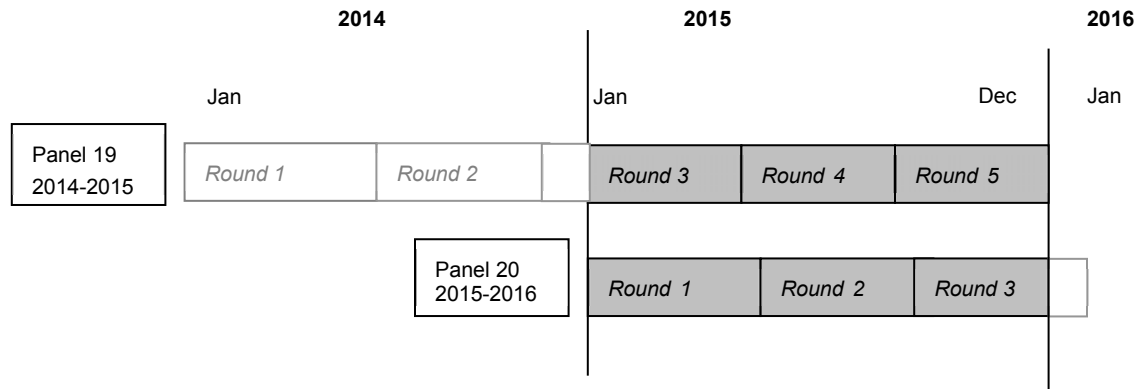 2014 2015 2016
Jan Jan Dec Jan
Panel 19
2014-2015
Round 1 Round 2 Round 3 Round 4 Round 5
Panel 20
2015-2016
Round 1 Round 2 Round 3